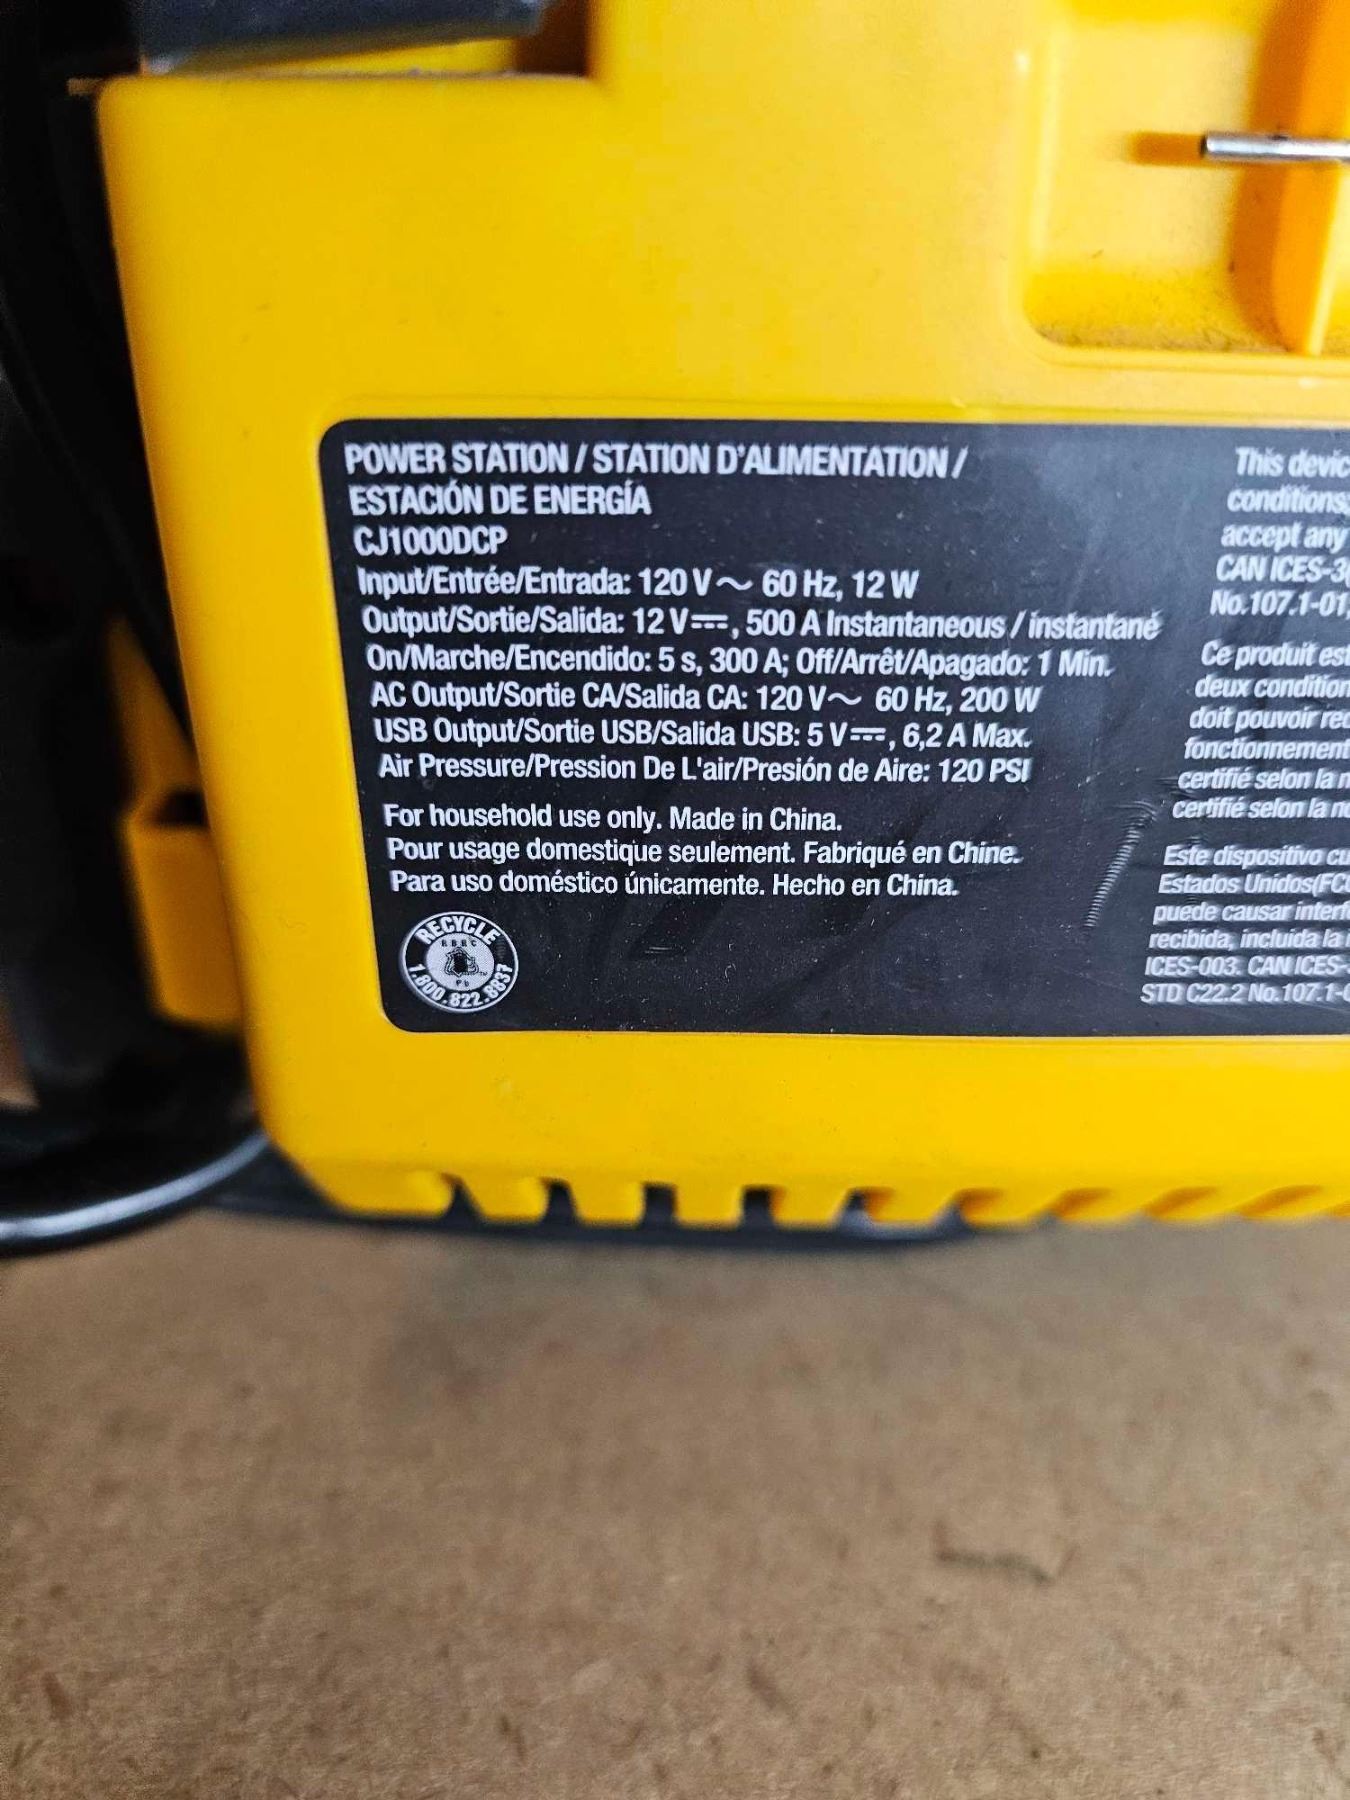 POWER STATION / STATION D'ALIMENTATION /
ESTACIÓN DE ENERGÍA
CJ1000DCP
Input/Entrée/Entrada: 120 V～ 60 Hz, 12 W
Output/Sortie/Salida: 12 V⎓, 500 A Instantaneous / instantané
On/Marche/Encendido: 5 s, 300 A; Off/Arrêt/Apagado: 1 Min.
AC Output/Sortie CA/Salida CA: 120 V～ 60 Hz, 200 W
USB Output/Sortie USB/Salida USB: 5 V⎓, 6,2 A Max.
Air Pressure/Pression De L'air/Presión de Aire: 120 PSI
For household use only. Made in China.
Pour usage domestique seulement. Fabriqué en Chine.
Para uso doméstico únicamente. Hecho en China.
RECYCLE
RBRC
Pb
1.800.822.8837
This devic
conditions;
accept any
CAN ICES-3(
No.107.1-01,
Ce produit est
deux condition
doit pouvoir rec
fonctionnement
certifié selon la n
certifié selon la no
Este dispositivo cu
Estados Unidos(FC
puede causar interf
recibida, incluida la i
ICES-003. CAN ICES-
STD C22.2 No.107.1-0